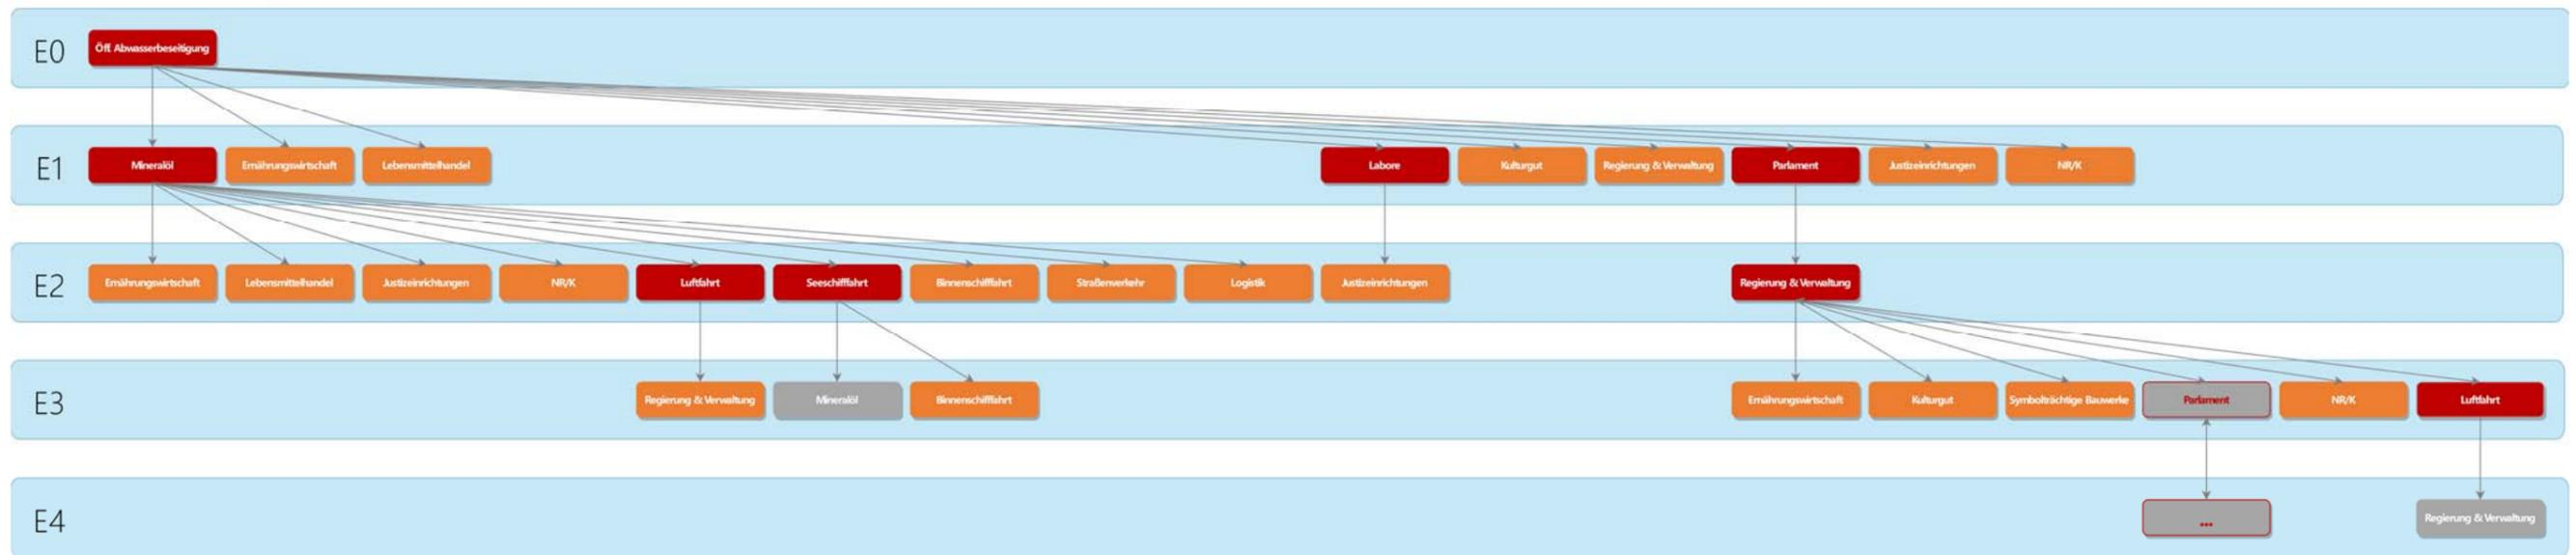 E0
Öff. Abwasserbeseitigung
E1
Mineralöl
Ernährungswirtschaft
Lebensmittelhandel
Labore
Kulturgut
Regierung & Verwaltung
Parlament
Justizeinrichtungen
NR/K
E2
Ernährungswirtschaft
Lebensmittelhandel
Justizeinrichtungen
NR/K
Luftfahrt
Seeschifffahrt
Binnenschifffahrt
Straßenverkehr
Logistik
Justizeinrichtungen
Regierung & Verwaltung
E3
Regierung & Verwaltung
Mineralöl
Binnenschifffahrt
Ernährungswirtschaft
Kulturgut
Symbolträchtige Bauwerke
Parlament
NR/K
Luftfahrt
E4
...
Regierung & Verwaltung